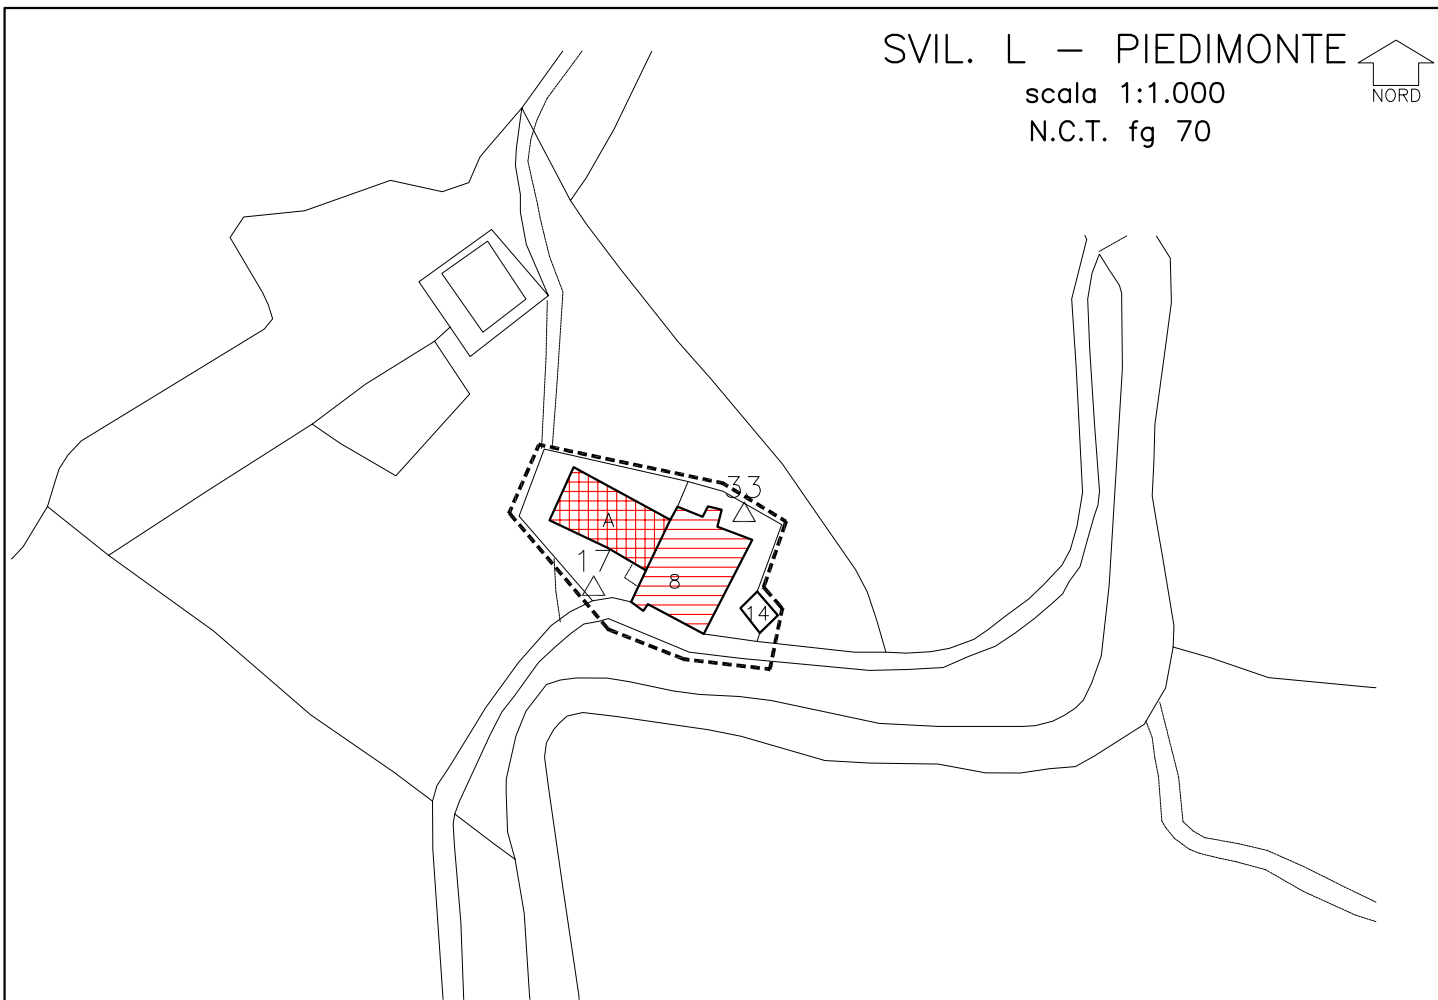 SVIL. L – PIEDIMONTE
NORD
scala 1:1.000
N.C.T. fg 70
33
A
17
8
14